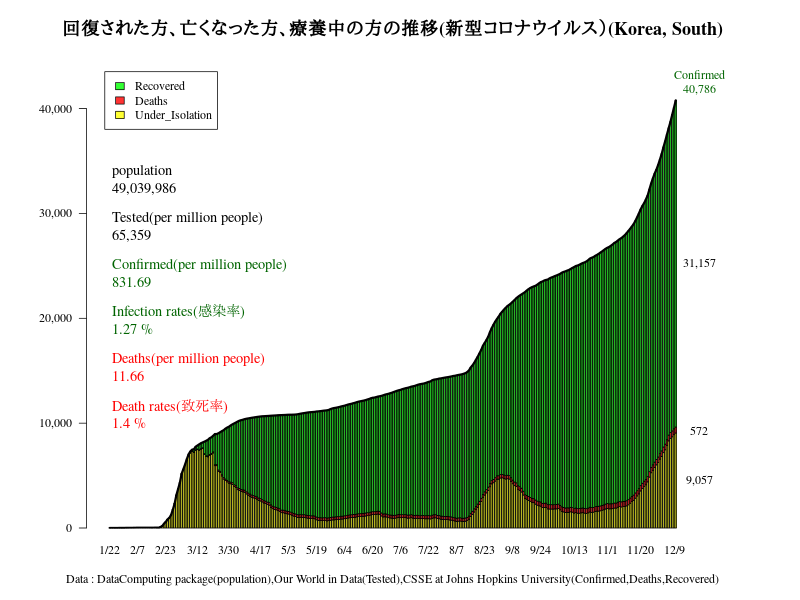 回復された方、亡くなった方、療養中の方の推移(新型コロナウイルス)(Korea, South)
Confirmed
40,786
Recovered
Deaths
Under_Isolation
40,000
30,000
20,000
10,000
0
population
49,039,986
Tested(per million people)
65,359
Confirmed(per million people)
831.69
Infection rates(感染率)
1.27 %
Deaths(per million people)
11.66
Death rates(致死率)
1.4 %
31,157
572
9,057
1/22 2/7 2/23 3/12 3/30 4/17 5/3 5/19 6/4 6/20 7/6 7/22 8/7 8/23 9/8 9/24 10/13 11/1 11/20 12/9
Data : DataComputing package(population),Our World in Data(Tested),CSSE at Johns Hopkins University(Confirmed,Deaths,Recovered)